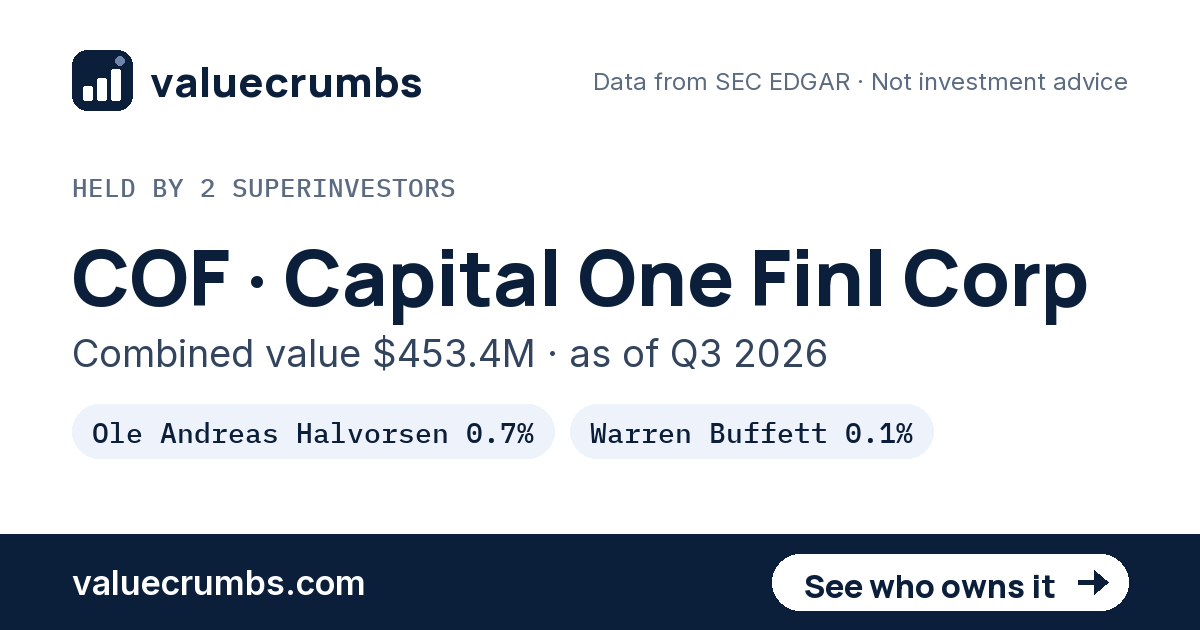 valuecrumbs
Data from SEC EDGAR · Not investment advice
HELD BY 2 SUPERINVESTORS
COF · Capital One Finl Corp
Combined value $453.4M · as of Q3 2026
Ole Andreas Halvorsen 0.7%
Warren Buffett 0.1%
valuecrumbs.com
See who owns it →